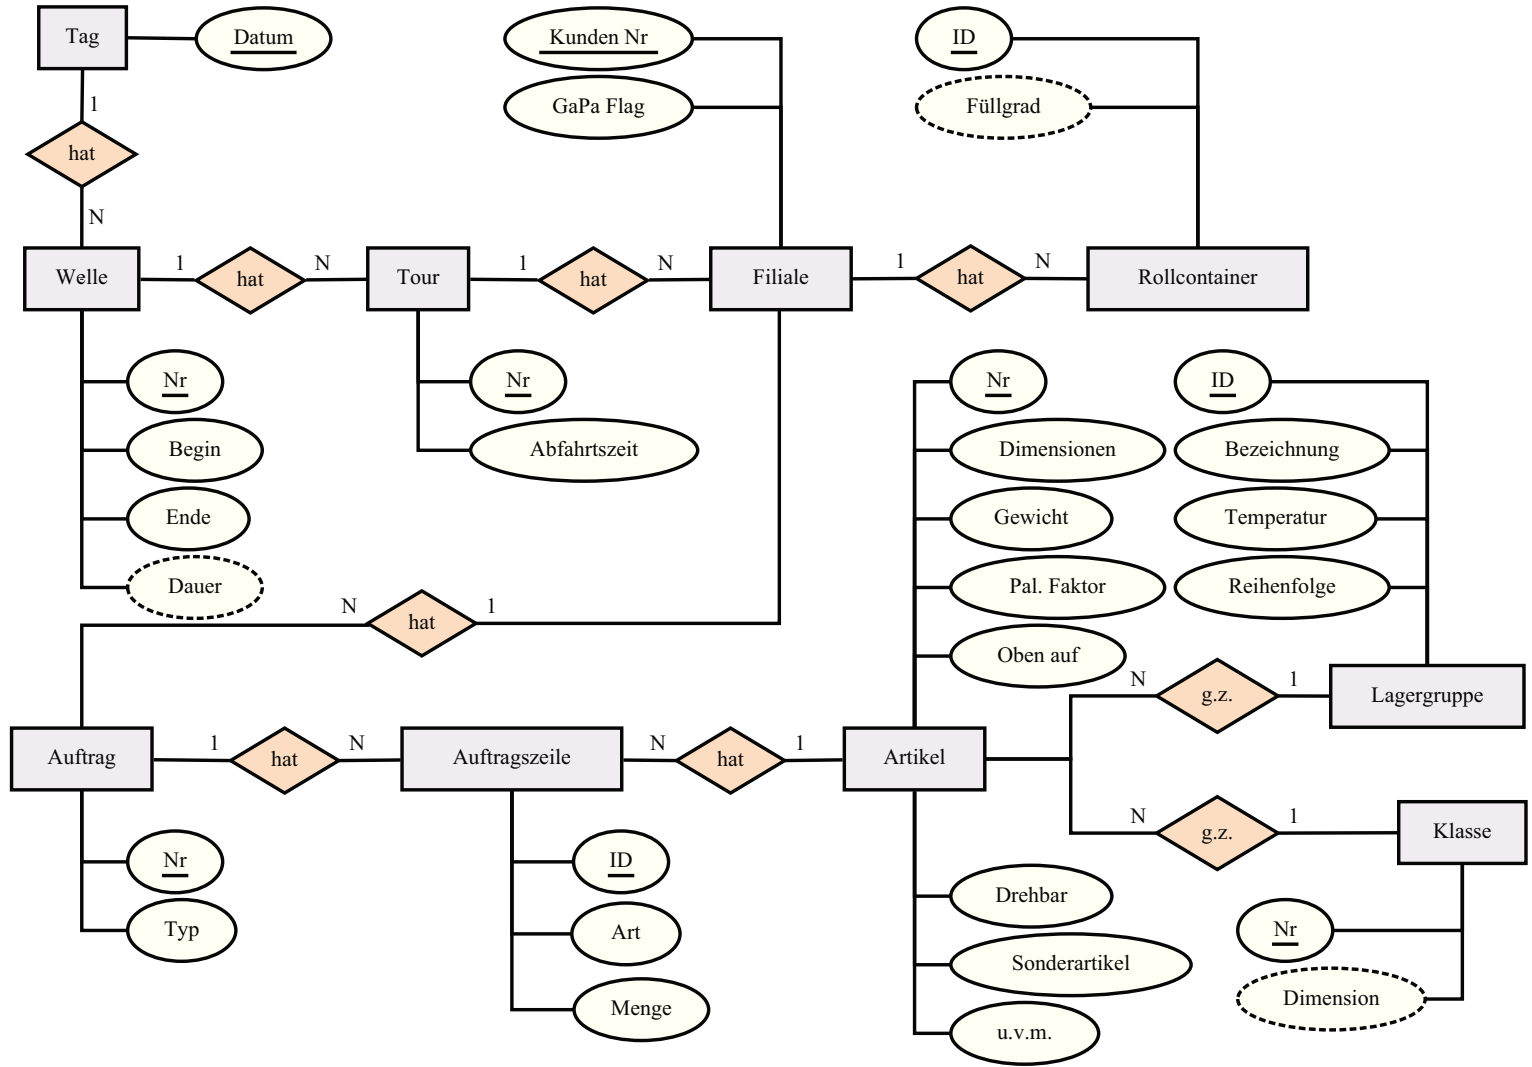 Tag
Datum
Kunden Nr
ID
GaPa Flag
Füllgrad
1
hat
N
Welle
1
hat
N
Tour
1
hat
N
Filiale
1
hat
N
Rollcontainer
Nr
Begin
Ende
Dauer
Nr
Abfahrtszeit
Nr
Dimensionen
Gewicht
Pal. Faktor
Oben auf
ID
Bezeichnung
Temperatur
Reihenfolge
N
hat
1
N
g.z.
1
Lagergruppe
Auftrag
1
hat
N
Auftragszeile
N
hat
1
Artikel
N
g.z.
1
Klasse
Nr
Typ
ID
Art
Menge
Drehbar
Sonderartikel
u.v.m.
Nr
Dimension